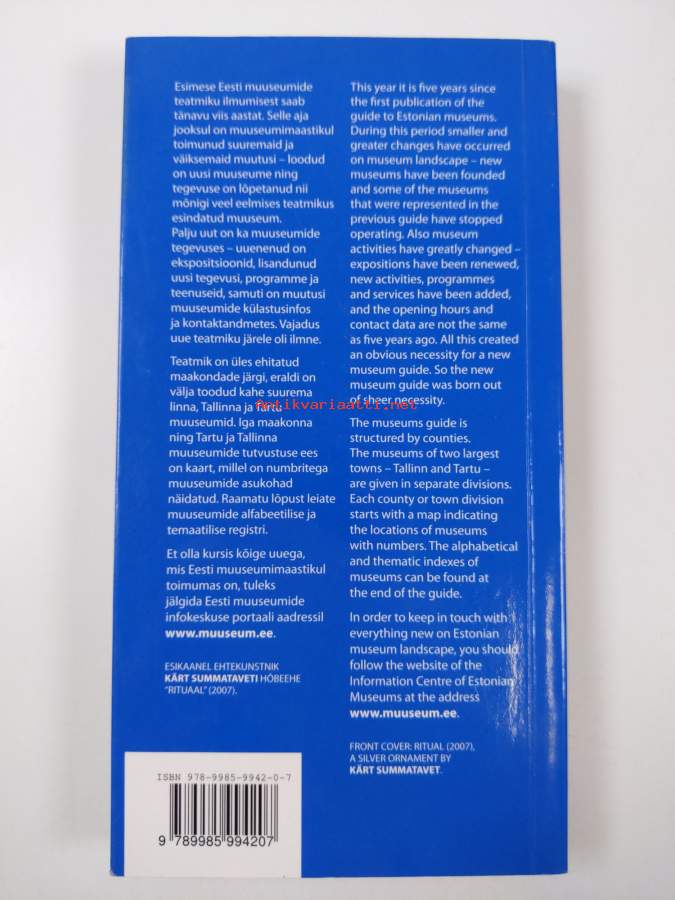 Esimese Eesti muuseumide
teatmiku ilmumisest saab
tänavu viis aastat. Selle aja
jooksul on muuseumimaastikul
toimunud suuremaid ja
väiksemaid muutusi – loodud
on uusi muuseume ning
tegevuse on lõpetanud nii
mõnigi veel eelmises teatmikus
esindatud muuseum.
Palju uut on ka muuseumide
tegevuses – uuenenud on
ekspositsioonid, lisandunud
uusi tegevusi, programme ja
teenuseid, samuti on muutusi
muuseumide külastusinfos
ja kontaktandmetes. Vajadus
uue teatmiku järele oli ilmne.
Teatmik on üles ehitatud
maakondade järgi, eraldi on
välja toodud kahe suurema
linna, Tallinna ja Tartu
muuseumid. Iga maakonna
ning Tartu ja Tallinna
muuseumide tutvustuse ees
on kaart, millel on numbritega
muuseumide asukohad
näidatud. Raamatu lõpust leiate
muuseumide alfabeetilise ja
temaatilise registri.
Et olla kursis kõige uuega,
mis Eesti muuseumimaastikul
toimumas on, tuleks
jälgida Eesti muuseumide
infokeskuse portaali aadressil
www.muuseum.ee.
ESIKAANEL EHTEKUNSTNIK
KÄRT SUMMATAVETI HÕBEEHE
"RITUAAL" (2007).
This year it is five years since
the first publication of the
guide to Estonian museums.
During this period smaller and
greater changes have occurred
on museum landscape – new
museums have been founded
and some of the museums
that were represented in the
previous guide have stopped
operating. Also museum
activities have greatly changed –
expositions have been renewed,
new activities, programmes
and services have been added,
and the opening hours and
contact data are not the same
as five years ago. All this created
an obvious necessity for a new
museum guide. So the new
museum guide was born out
of sheer necessity.
The museums guide is
structured by counties.
The museums of two largest
towns – Tallinn and Tartu –
are given in separate divisions.
Each county or town division
starts with a map indicating
the locations of museums
with numbers. The alphabetical
and thematic indexes of
museums can be found at
the end of the guide.
In order to keep in touch with
everything new on Estonian
museum landscape, you should
follow the website of the
Information Centre of Estonian
Museums at the address
www.muuseum.ee.
FRONT COVER: RITUAL (2007),
A SILVER ORNAMENT BY
KÄRT SUMMATAVET.
antikvariaatti.net
ISBN 978-9985-9942-0-7
9 789985 994207